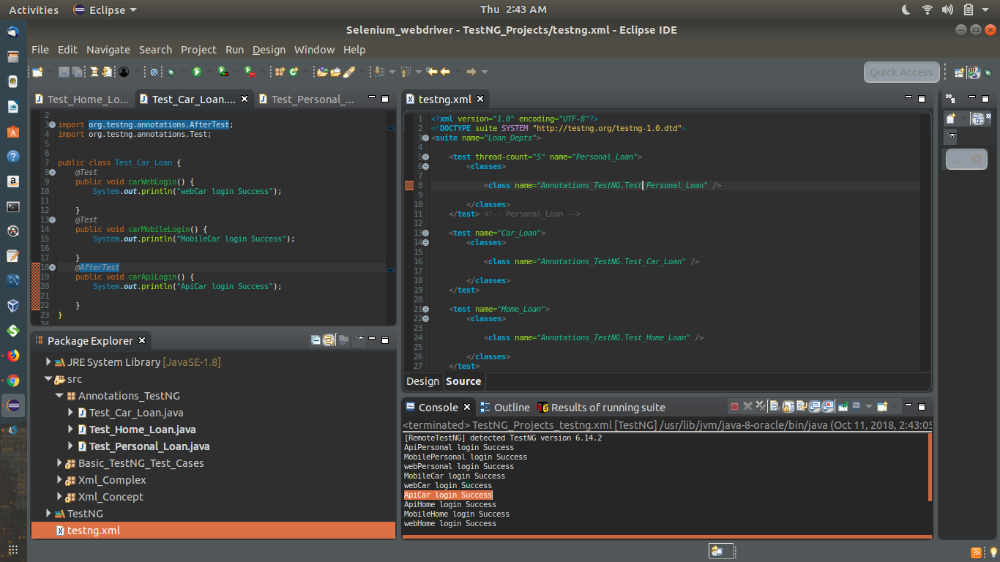 Activities Eclipse Thu 2:43 AM
Selenium_webdriver - TestNG_Projects/testng.xml - Eclipse IDE
File Edit Navigate Search Project Run Design Window Help
Quick Access
Test_Home_Lo... Test_Car_Loan.... Test_Personal_...
2
3 import org.testng.annotations.AfterTest;
4 import org.testng.annotations.Test;
5
6
7 public class Test_Car_Loan {
8 @Test
9 public void carWebLogin() {
10 System.out.println("webCar login Success");
11
12 }
13 @Test
14 public void carMobileLogin() {
15 System.out.println("MobileCar login Success");
16
17 }
18 @AfterTest
19 public void carApiLogin() {
20 System.out.println("ApiCar login Success");
21
22 }
23 }
24
Package Explorer
JRE System Library [JavaSE-1.8]
src
Annotations_TestNG
Test_Car_Loan.java
Test_Home_Loan.java
Test_Personal_Loan.java
Basic_TestNG_Test_Cases
Xml_Complex
Xml_Concept
TestNG
testng.xml
testng.xml
1 <?xml version="1.0" encoding="UTF-8"?>
2 <!DOCTYPE suite SYSTEM "http://testng.org/testng-1.0.dtd">
3 <suite name="Loan_Depts">
4
5 <test thread-count="5" name="Personal_Loan">
6 <classes>
7
8 <class name="Annotations_TestNG.Test_Personal_Loan" />
9
10 </classes>
11 </test> <!-- Personal_Loan -->
12
13 <test name="Car_Loan">
14 <classes>
15
16 <class name="Annotations_TestNG.Test_Car_Loan" />
17
18 </classes>
19 </test>
20
21 <test name="Home_Loan">
22 <classes>
23
24 <class name="Annotations_TestNG.Test_Home_Loan" />
25
26 </classes>
27 </test>
Design Source
Console Outline Results of running suite
<terminated> TestNG_Projects_testng.xml [TestNG] /usr/lib/jvm/java-8-oracle/bin/java (Oct 11, 2018, 2:43:05
[RemoteTestNG] detected TestNG version 6.14.2
ApiPersonal login Success
MobilePersonal login Success
webPersonal login Success
MobileCar login Success
webCar login Success
ApiCar login Success
ApiHome login Success
MobileHome login Success
webHome login Success
...